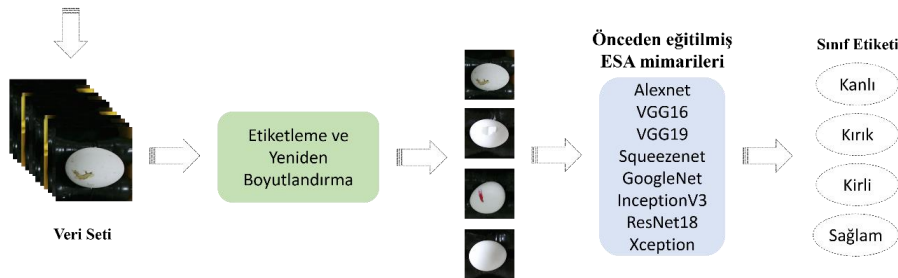 Veri Seti
Etiketleme ve
Yeniden
Boyutlandırma
Önceden eğitilmiş
ESA mimarileri
Alexnet
VGG16
VGG19
Squeezenet
GoogleNet
InceptionV3
ResNet18
Xception
Sınıf Etiketi
Kanlı
Kırık
Kirli
Sağlam